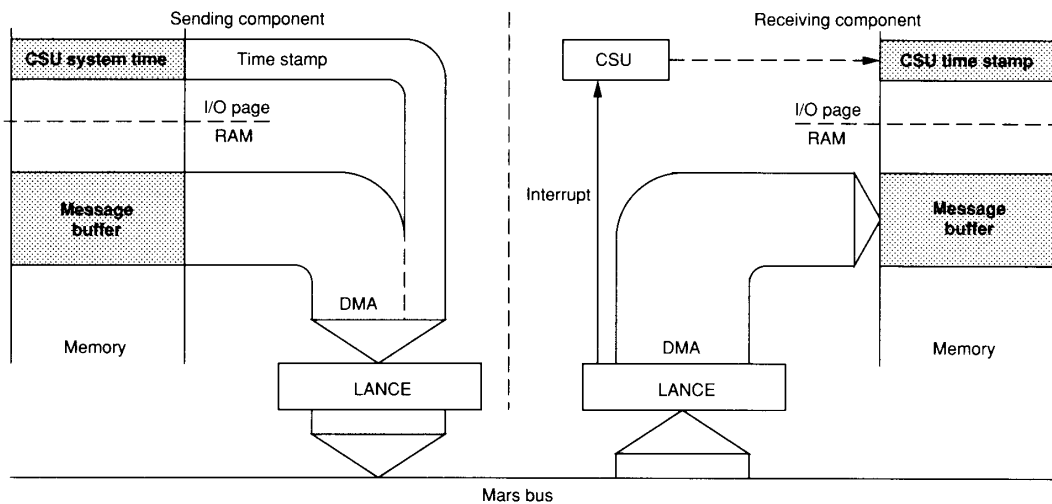 Sending component
Receiving component
CSU system time
Time stamp
CSU
CSU time stamp
I/O page
RAM
I/O page
RAM
Message
buffer
Interrupt
Message
buffer
DMA
DMA
Memory
Memory
LANCE
LANCE
Mars bus